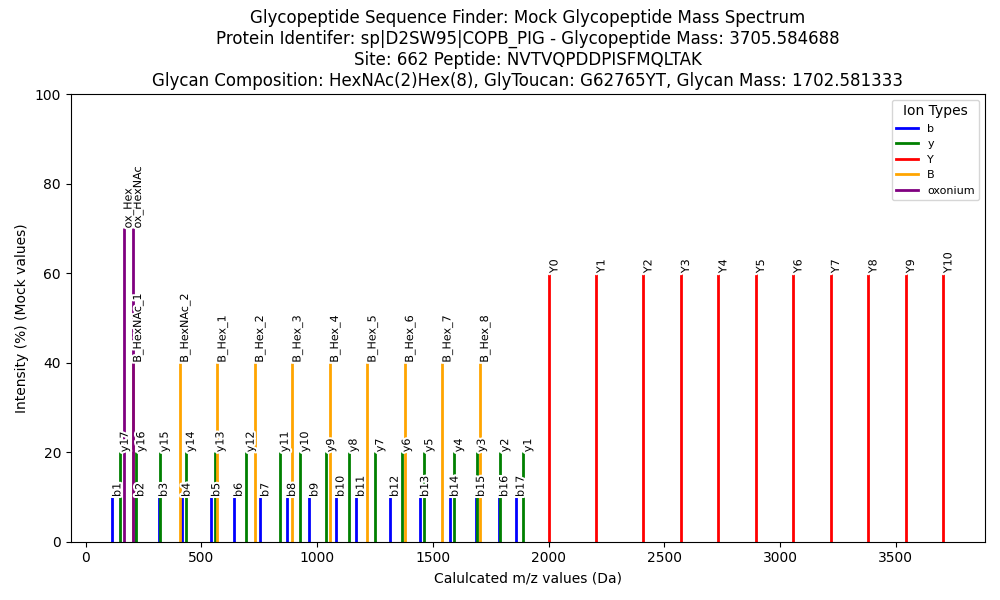 Glycopeptide Sequence Finder: Mock Glycopeptide Mass Spectrum
Protein Identifer: sp|D2SW95|COPB_PIG - Glycopeptide Mass: 3705.584688
Site: 662 Peptide: NVTVQPDDPISFMQLTAK
Glycan Composition: HexNAc(2)Hex(8), GlyToucan: G62765YT, Glycan Mass: 1702.581333
Intensity (%) (Mock values)
100
80
60
40
20
0
Ion Types
b
y
Y
B
oxonium
ox_Hex
ox_HexNAc
Y0
Y1
Y2
Y3
Y4
Y5
Y6
Y7
Y8
Y9
Y10
B_HexNAc_1
B_HexNAc_2
B_Hex_1
B_Hex_2
B_Hex_3
B_Hex_4
B_Hex_5
B_Hex_6
B_Hex_7
B_Hex_8
y17
y16
y15
y14
y13
y12
y11
y10
y9
y8
y7
y6
y5
y4
y3
y2
y1
b1
b2
b3
b4
b5
b6
b7
b8
b9
b10
b11
b12
b13
b14
b15
b16
b17
0
500
1000
1500
2000
2500
3000
3500
Calulcated m/z values (Da)